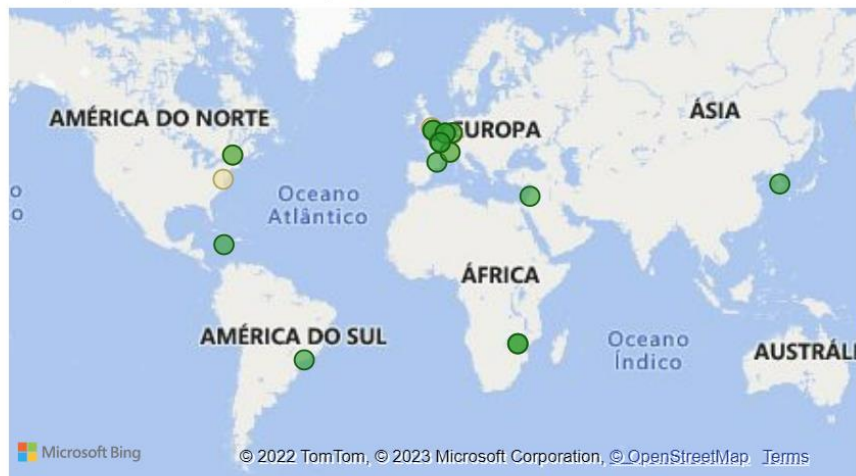 AMÉRICA DO NORTE
EUROPA
ÁSIA
Oceano
Atlântico
ÁFRICA
AMÉRICA DO SUL
Oceano
Índico
AUSTRÁLI
o
o
Microsoft Bing
© 2022 TomTom, © 2023 Microsoft Corporation, © OpenStreetMap Terms